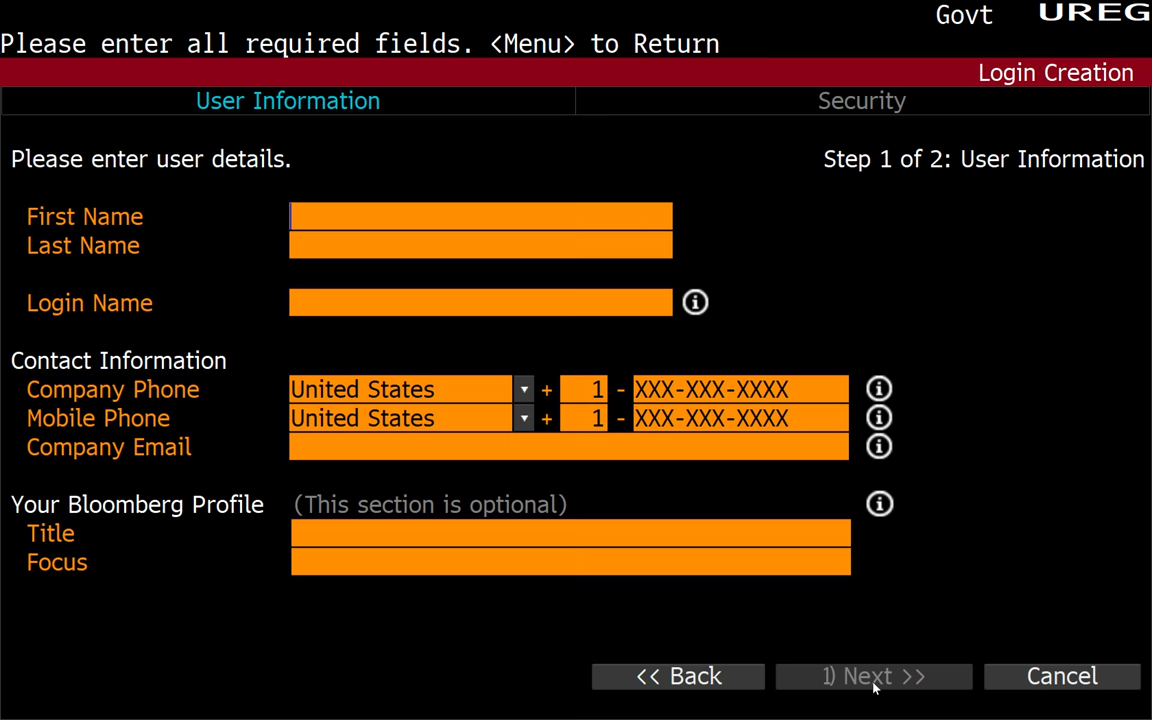 Govt UREG
Please enter all required fields. <Menu> to Return
Login Creation
User Information Security
Please enter user details. Step 1 of 2: User Information
First Name
Last Name
Login Name
Contact Information
Company Phone United States + 1 - XXX-XXX-XXXX
Mobile Phone United States + 1 - XXX-XXX-XXXX
Company Email
Your Bloomberg Profile (This section is optional)
Title
Focus
<< Back 1) Next >> Cancel